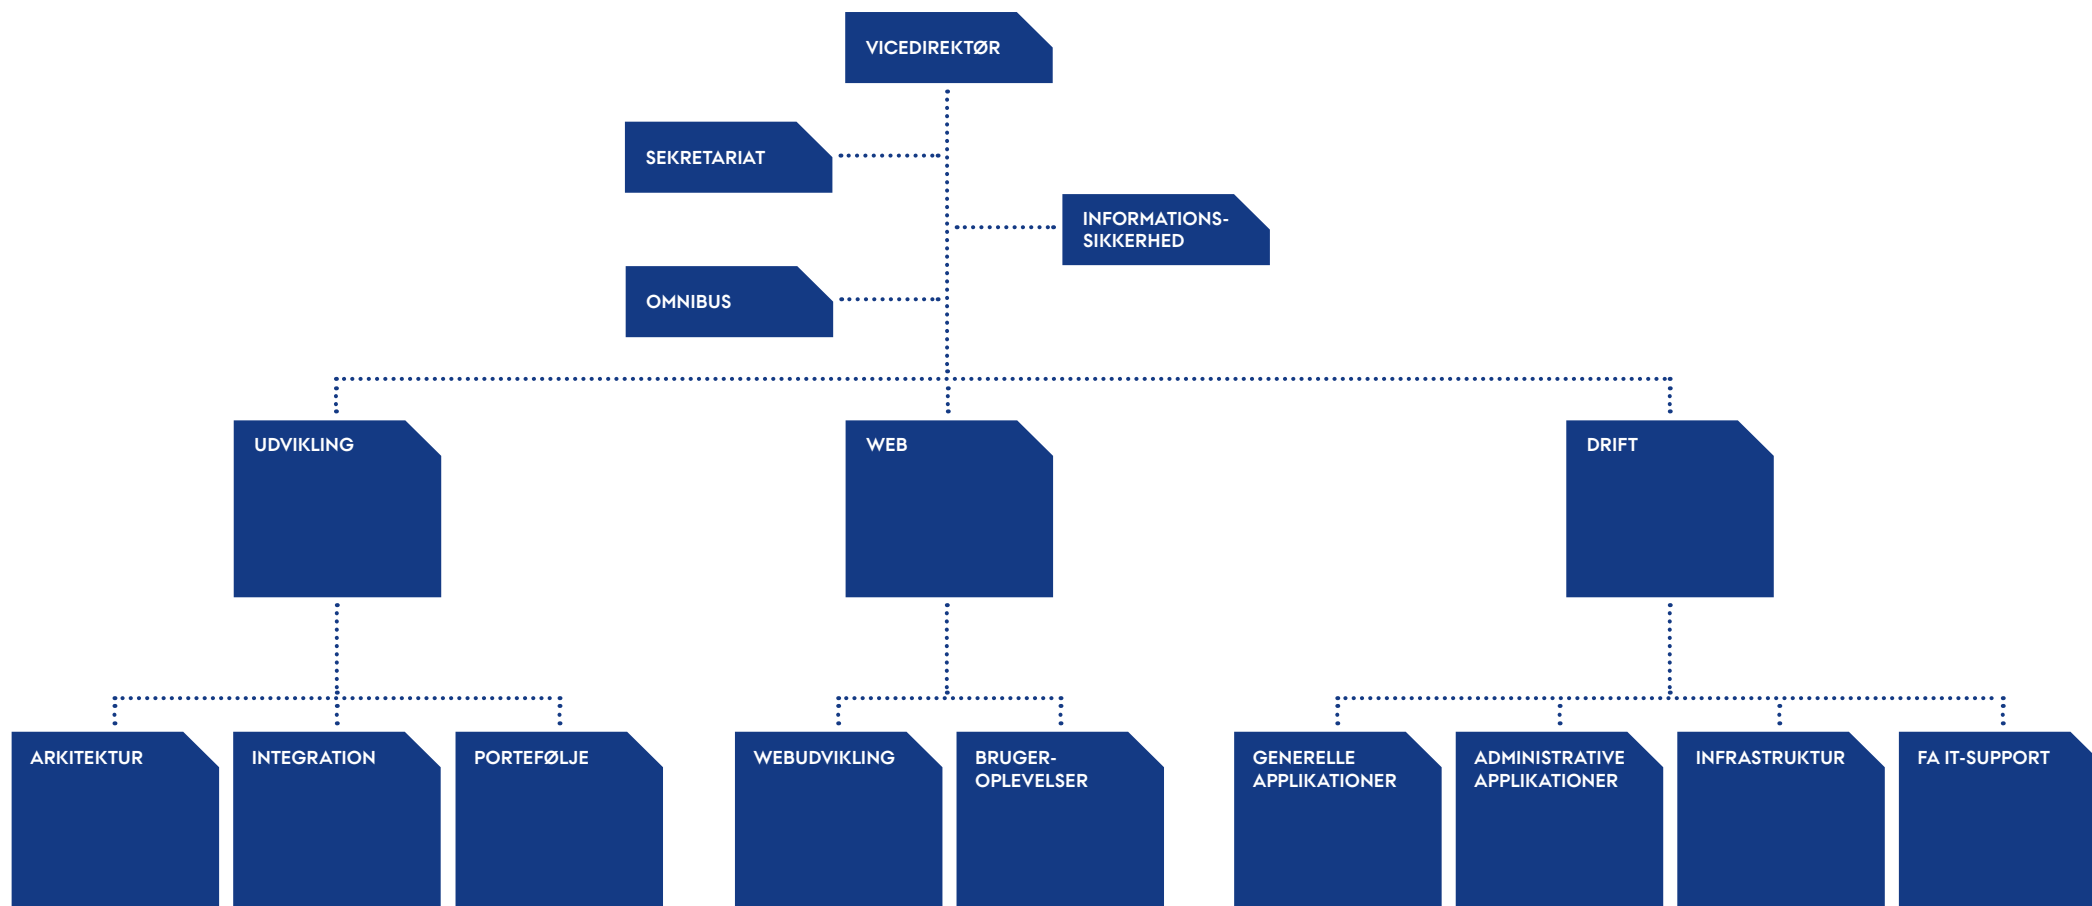 VICEDIREKTØR
SEKRETARIAT
INFORMATIONS-
SIKKERHED
OMNIBUS
UDVIKLING
WEB
DRIFT
ARKITEKTUR
INTEGRATION
PORTEFØLJE
WEBUDVIKLING
BRUGER-
OPLEVELSER
GENERELLE
APPLIKATIONER
ADMINISTRATIVE
APPLIKATIONER
INFRASTRUKTUR
FA IT-SUPPORT